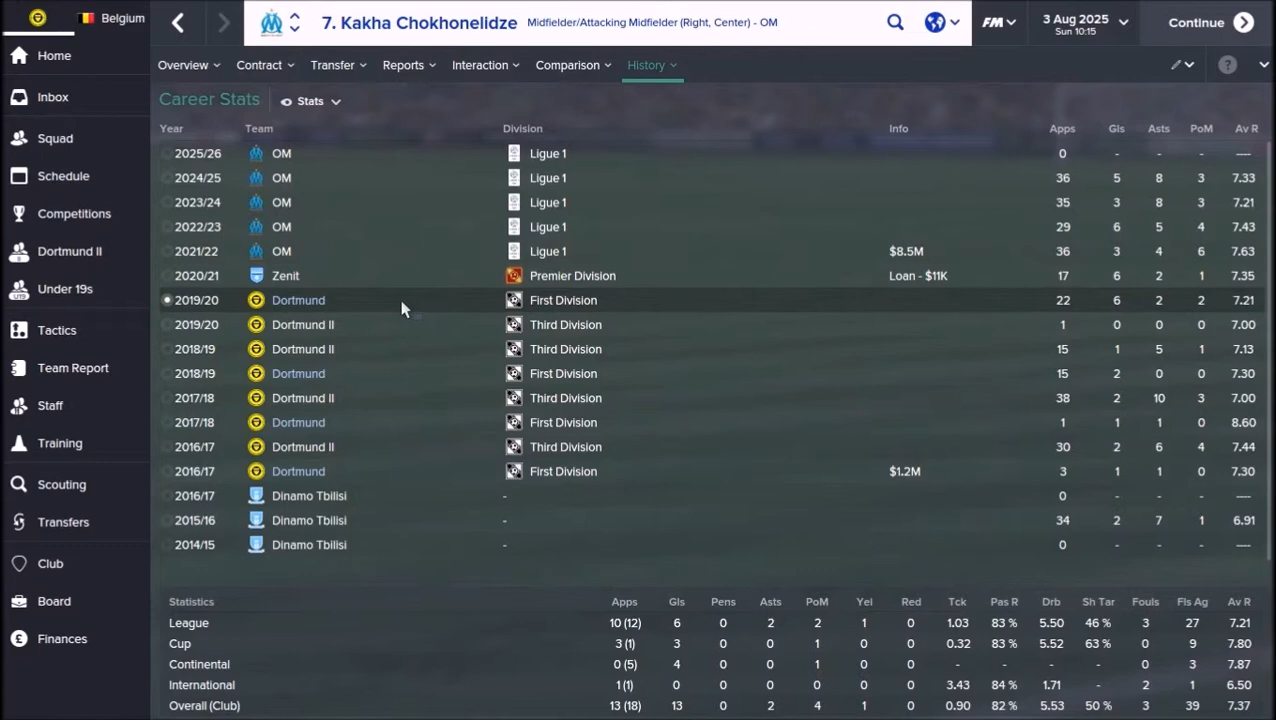 Belgium 7. Kakha Chokhonelidze Midfielder/Attacking Midfielder (Right, Center) - OM FM 3 Aug 2025 Sun 10:15 Continue
Home
Inbox
Squad
Schedule
Competitions
Dortmund II
Under 19s
Tactics
Team Report
Staff
Training
Scouting
Transfers
Club
Board
Finances
Overview Contract Transfer Reports Interaction Comparison History ?
Career Stats Stats
Year Team Division Info Apps Gls Asts PoM Av R
2025/26 OM Ligue 1 0 - - - ----
2024/25 OM Ligue 1 36 5 8 3 7.33
2023/24 OM Ligue 1 35 3 8 3 7.21
2022/23 OM Ligue 1 29 6 5 4 7.43
2021/22 OM Ligue 1 $8.5M 36 3 4 6 7.63
2020/21 Zenit Premier Division Loan - $11K 17 6 2 1 7.35
2019/20 Dortmund First Division 22 6 2 2 7.21
2019/20 Dortmund II Third Division 1 0 0 0 7.00
2018/19 Dortmund II Third Division 15 1 5 1 7.13
2018/19 Dortmund First Division 15 2 0 0 7.30
2017/18 Dortmund II Third Division 38 2 10 3 7.00
2017/18 Dortmund First Division 1 1 1 0 8.60
2016/17 Dortmund II Third Division 30 2 6 4 7.44
2016/17 Dortmund First Division $1.2M 3 1 1 0 7.30
2016/17 Dinamo Tbilisi - 0 - - - ----
2015/16 Dinamo Tbilisi - 34 2 7 1 6.91
2014/15 Dinamo Tbilisi - 0 - - - ----
Statistics Apps Gls Pens Asts PoM Yel Red Tck Pas R Drb Sh Tar Fouls Fls Ag Av R
League 10 (12) 6 0 2 2 1 0 1.03 83 % 5.50 46 % 3 27 7.21
Cup 3 (1) 3 0 0 1 0 0 0.32 83 % 5.52 63 % 0 9 7.80
Continental 0 (5) 4 0 0 1 0 0 - - - - 0 3 7.87
International 1 (1) 0 0 0 0 0 0 3.43 84 % 1.71 - 2 1 6.50
Overall (Club) 13 (18) 13 0 2 4 1 0 0.90 82 % 5.53 50 % 3 39 7.37